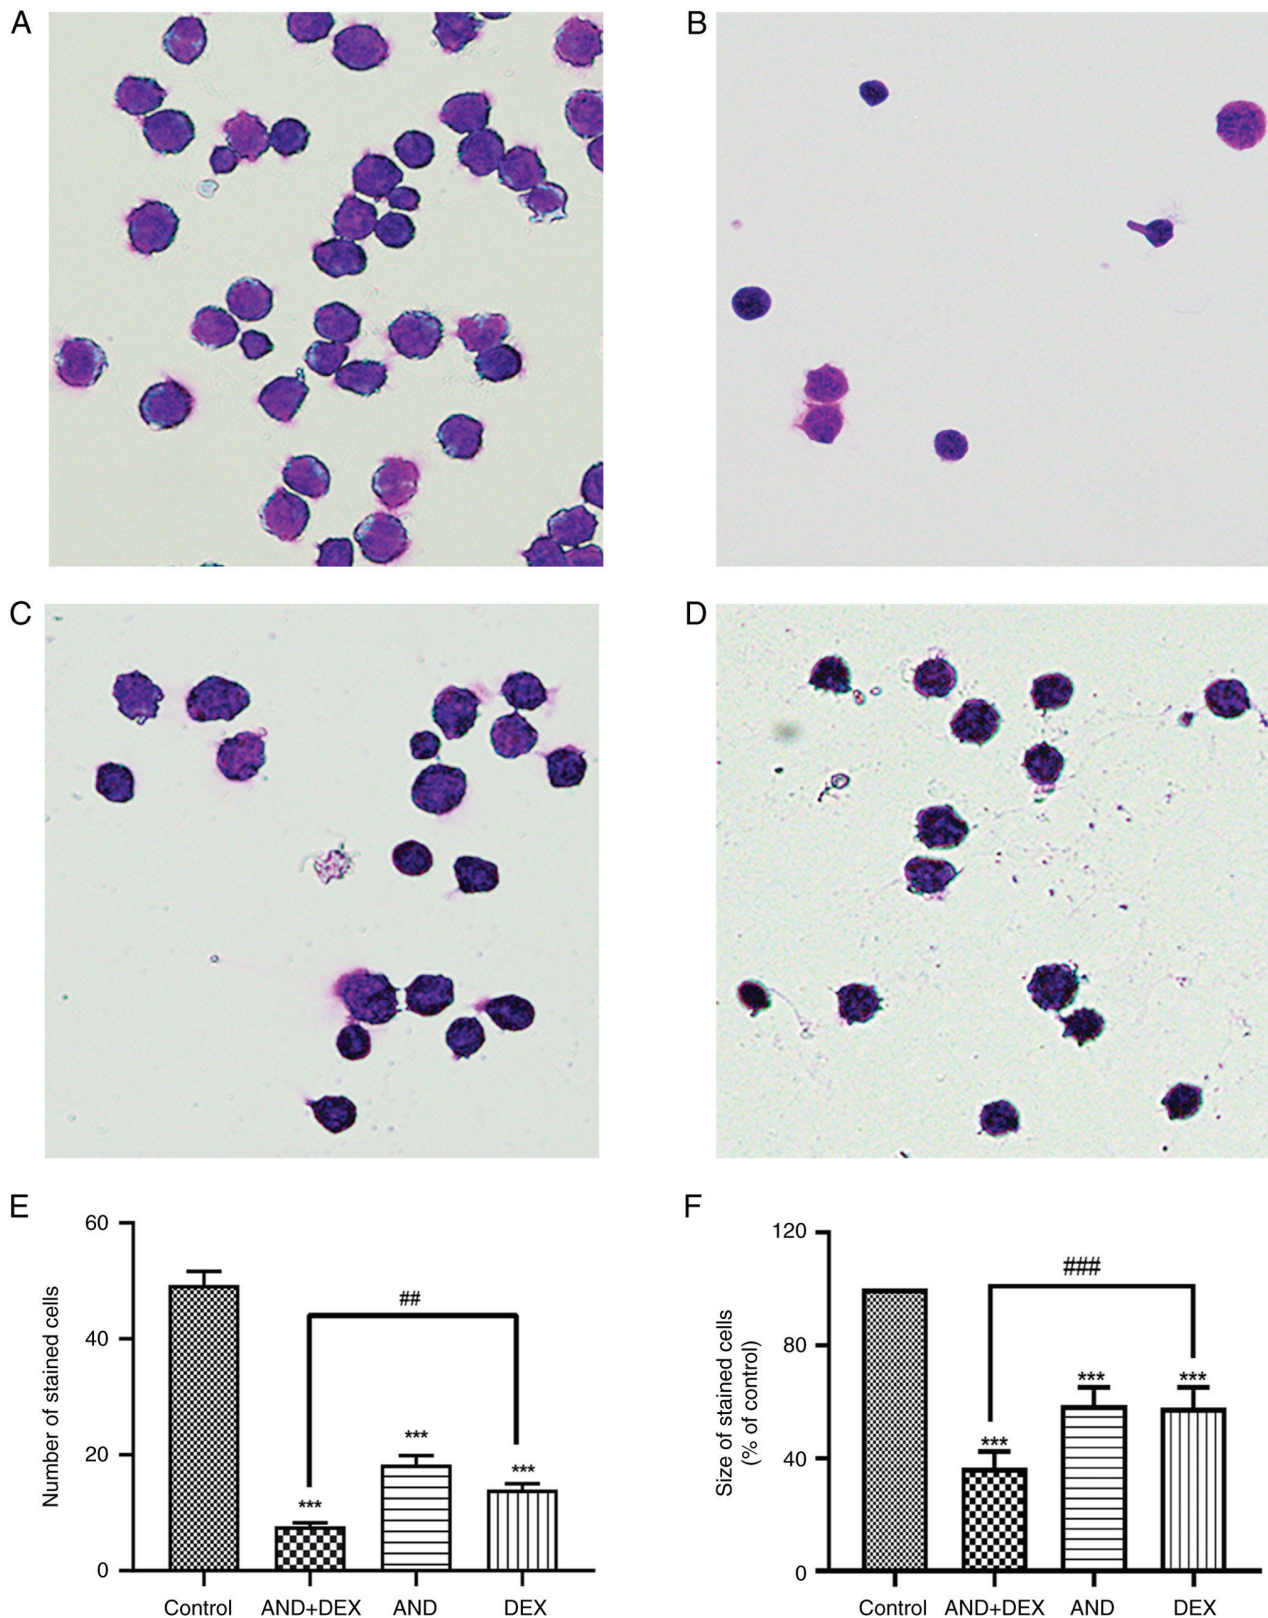 A
B
C
D
E
60
40
20
0
Number of stained cells
##
***
***
***
Control
AND+DEX
AND
DEX
F
120
80
40
0
Size of stained cells
(% of control)
###
***
***
***
Control
AND+DEX
AND
DEX